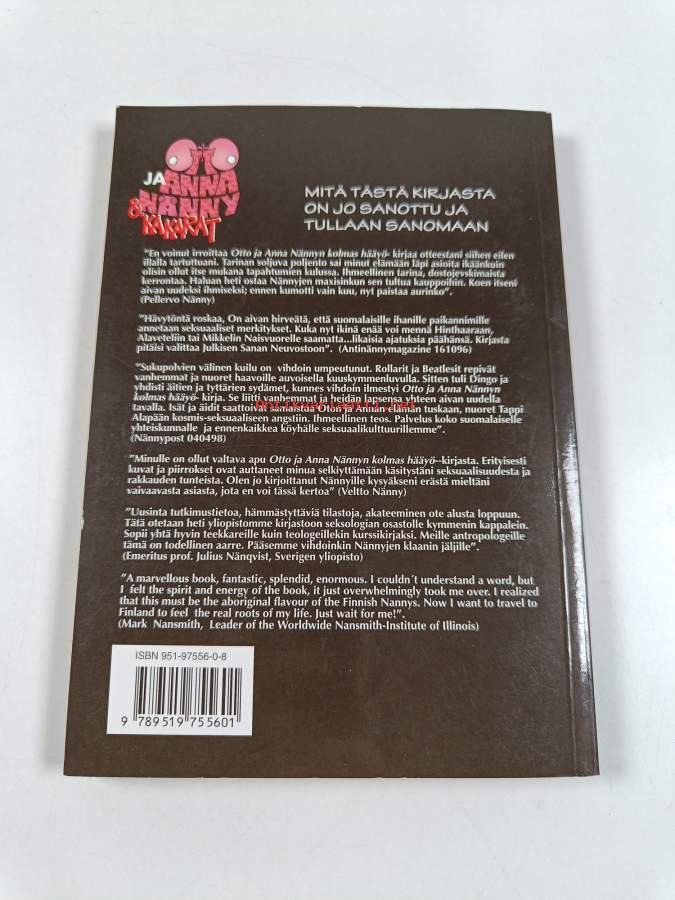 OTTO
JA ANNA
NÄNNY
& KAKARAT
MITÄ TÄSTÄ KIRJASTA
ON JO SANOTTU JA
TULLAAN SANOMAAN
"En voinut irroittaa Otto ja Anna Nännyn kolmas hääyö- kirjaa otteestani siihen eilen
illalla tartuttuani. Tarinan soljuva poljento sai minut elämään läpi asioita ikäänkuin
olisin ollut itse mukana tapahtumien kulussa. Ihmeellinen tarina, dostojevskimaista
kerrontaa. Haluan heti ostaa Nännyjen maxisinkun sen tultua kauppoihin. Koen itseni
aivan uudeksi ihmiseksi; ennen kumotti vain kuu, nyt paistaa aurinko".
(Pellervo Nänny)
"Hävytöntä roskaa, On aivan hirveätä, että suomalaisille ihanille paikannimille
annetaan seksuaaliset merkitykset. Kuka nyt ikinä enää voi mennä Hinthaaraan,
Alaveteliin tai Mikkelin Naisvuorelle saamatta...likaisia ajatuksia päähänsä. Kirjasta
pitäisi valittaa Julkisen Sanan Neuvostoon". (Antinännymagazine 161096)
"Sukupolvien välinen kuilu on vihdoin umpeutunut. Rollarit ja Beatlesit repivät
vanhemmat ja nuoret haavoille auvoisella kuuskymmenluvulla. Sitten tuli Dingo ja
yhdisti äitien ja tyttärien sydämet, kunnes vihdoin ilmestyi Otto ja Anna Nännyn
kolmas hääyö- kirja. Se liitti vanhemmat ja heidän lapsensa yhteen aivan uudella
tavalla. Isät ja äidit saattoivat samaistua Oton ja Annan elämän tuskaan, nuoret Tappi
Alapään kosmis-seksuaaliseen angstiin. Ihmeellinen teos. Palvelus koko suomalaiselle
yhteiskunnalle ja ennenkaikkea köyhälle seksuaalikulttuurillemme".
(Nännypost 040498)
"Minulle on ollut valtava apu Otto ja Anna Nännyn kolmas hääyö--kirjasta. Erityisesti
kuvat ja piirrokset ovat auttaneet minua selkiyttämään käsitystäni seksuaalisuudesta ja
rakkauden tunteista. Olen jo kirjoittanut Nännyille kysyäkseni erästä mieltäni
vaivaavasta asiasta, jota en voi tässä kertoa" (Veltto Nänny)
"Uusinta tutkimustietoa, hämmästyttäviä tilastoja, akateeminen ote alusta loppuun.
Tätä otetaan heti yliopistomme kirjastoon seksologian osastolle kymmenin kappalein.
Sopii yhtä hyvin teekkareille kuin teologeillekin kurssikirjaksi. Meille antropologeille
tämä on todellinen aarre. Pääsemme vihdoinkin Nännyjen klaanin jäljille".
(Emeritus prof. Julius Nänqvist, Sverigen yliopisto)
"A marvellous book, fantastic, splendid, enormous. I couldn´t understand a word, but
I felt the spirit and energy of the book, it just overwhelmingly took me over. I realized
that this must be the aboriginal flavour of the Finnish Nannys. Now I want to travel to
Finland to feel the real roots of my life. Just wait for me!".
(Mark Nansmith, Leader of the Worldwide Nansmith-Institute of Illinois)
ISBN 951-97556-0-8
9 789519 755601